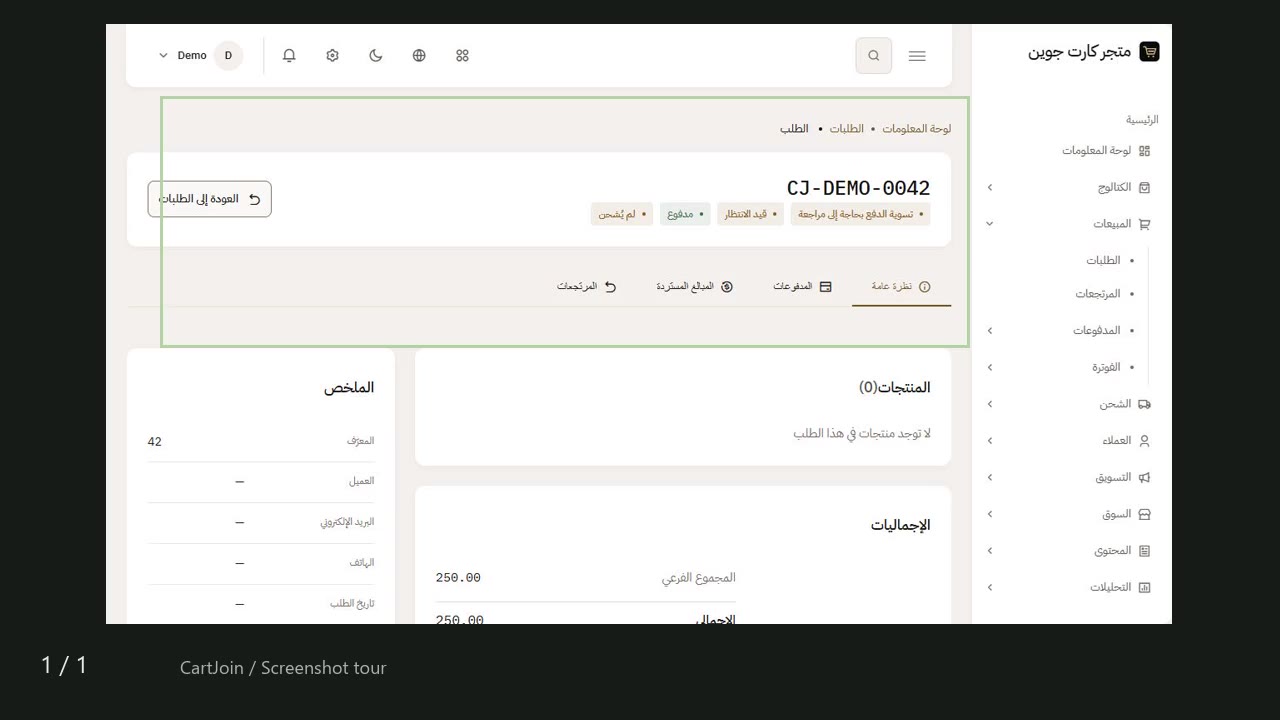 متجر كارت جوين
Demo
D
الرئيسية
لوحة المعلومات
الكتالوج
المبيعات
الطلبات
المرتجعات
المدفوعات
الفوترة
الشحن
العملاء
التسويق
السوق
المحتوى
التحليلات
لوحة المعلومات • الطلبات • الطلب
CJ-DEMO-0042
تسوية الدفع بحاجة إلى مراجعة
قيد الانتظار
مدفوع
لم يُشحن
العودة إلى الطلبات
نظرة عامة
المدفوعات
المبالغ المستردة
المرتجعات
المنتجات(0)
لا توجد منتجات في هذا الطلب
الإجماليات
المجموع الفرعي 250.00
الإجمالي 250.00
الملخص
المعرّف 42
العميل —
البريد الإلكتروني —
الهاتف —
تاريخ الطلب —
1 / 1
CartJoin / Screenshot tour